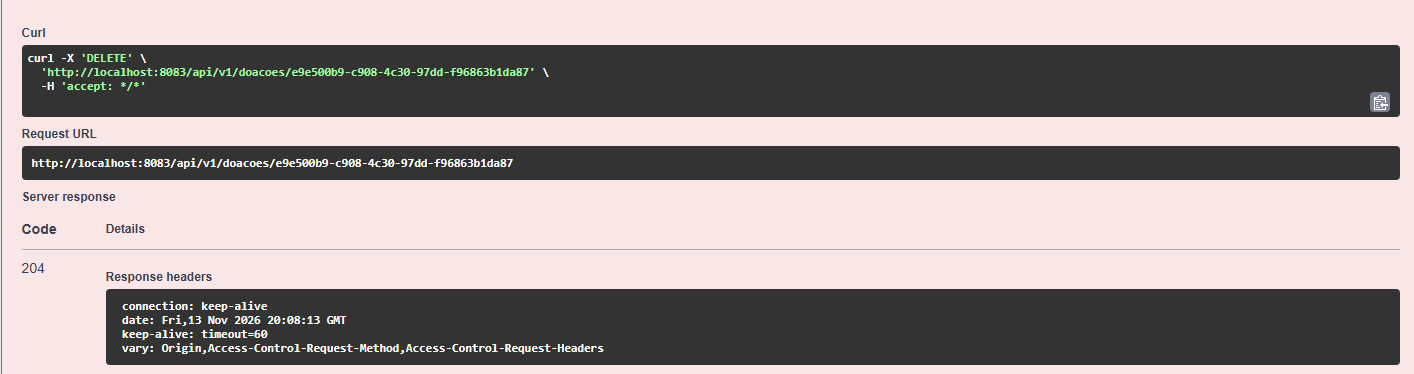 Curl
curl -X 'DELETE' \
'http://localhost:8083/api/v1/doacoes/e9e500b9-c908-4c30-97dd-f96863b1da87' \
-H 'accept: */*'
Request URL
http://localhost:8083/api/v1/doacoes/e9e500b9-c908-4c30-97dd-f96863b1da87
Server response
Code Details
204
Response headers
connection: keep-alive
date: Fri,13 Nov 2026 20:08:13 GMT
keep-alive: timeout=60
vary: Origin,Access-Control-Request-Method,Access-Control-Request-Headers